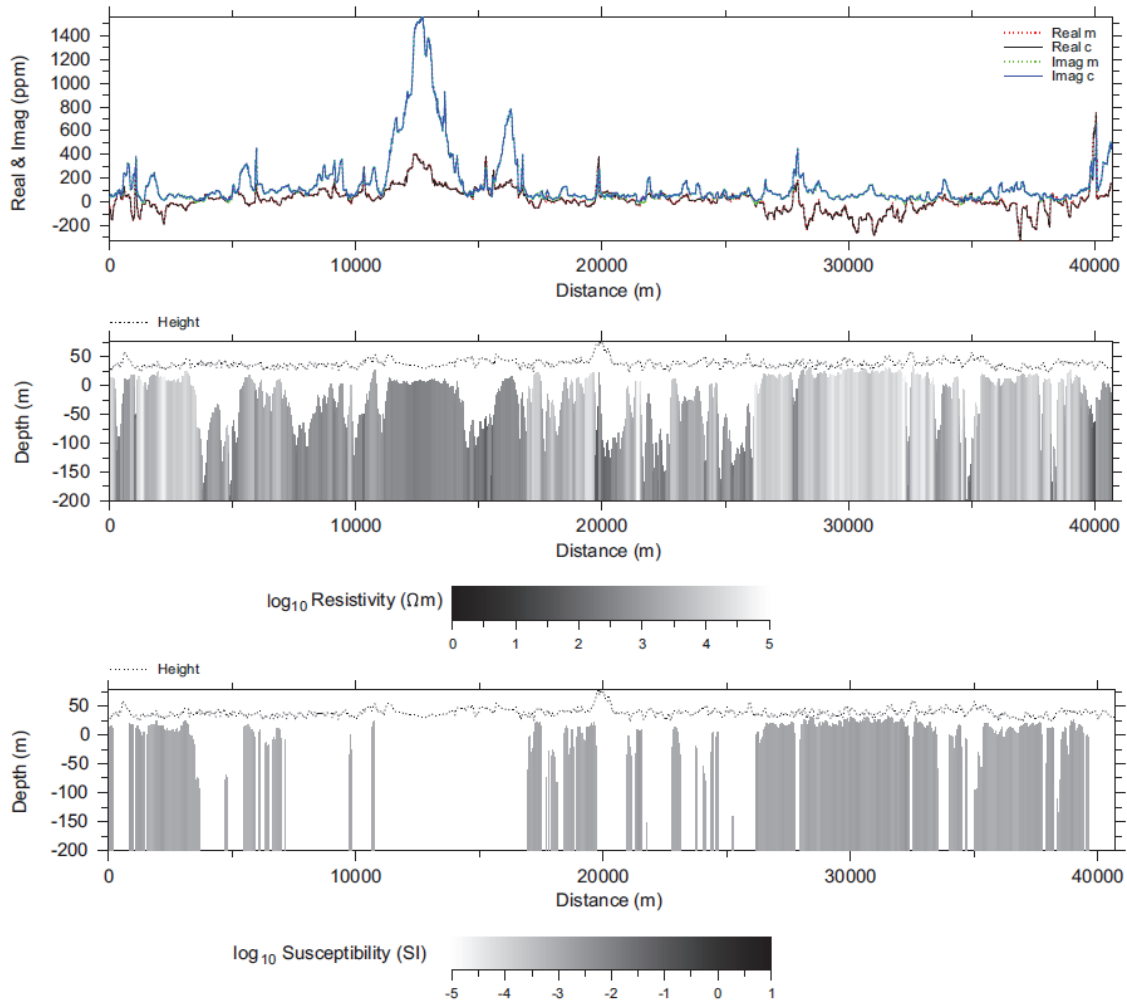 Real & Imag (ppm)
1400
1200
1000
800
600
400
200
0
-200
Real m
Real c
Imag m
Imag c
0 10000 20000 30000 40000
Distance (m)
Height
Depth (m)
50
0
-50
-100
-150
-200
0 10000 20000 30000 40000
Distance (m)
log10 Resistivity (Ωm)
0 1 2 3 4 5
Height
Depth (m)
50
0
-50
-100
-150
-200
0 10000 20000 30000 40000
Distance (m)
log10 Susceptibility (SI)
-5 -4 -3 -2 -1 0 1